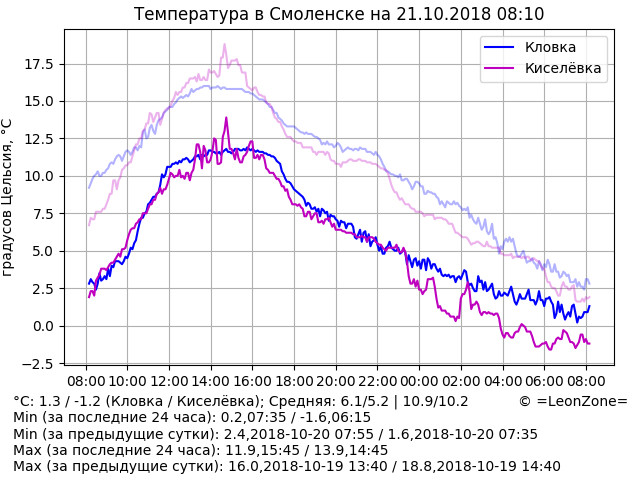 Температура в Смоленске на 21.10.2018 08:10
Кловка
Киселёвка
градусов Цельсия, °C
17.5
15.0
12.5
10.0
7.5
5.0
2.5
0.0
−2.5
08:00 10:00 12:00 14:00 16:00 18:00 20:00 22:00 00:00 02:00 04:00 06:00 08:00
°C: 1.3 / -1.2 (Кловка / Киселёвка); Средняя: 6.1/5.2 | 10.9/10.2 © =LeonZone=
Min (за последние 24 часа): 0.2,07:35 / -1.6,06:15
Min (за предыдущие сутки): 2.4,2018-10-20 07:55 / 1.6,2018-10-20 07:35
Max (за последние 24 часа): 11.9,15:45 / 13.9,14:45
Max (за предыдущие сутки): 16.0,2018-10-19 13:40 / 18.8,2018-10-19 14:40